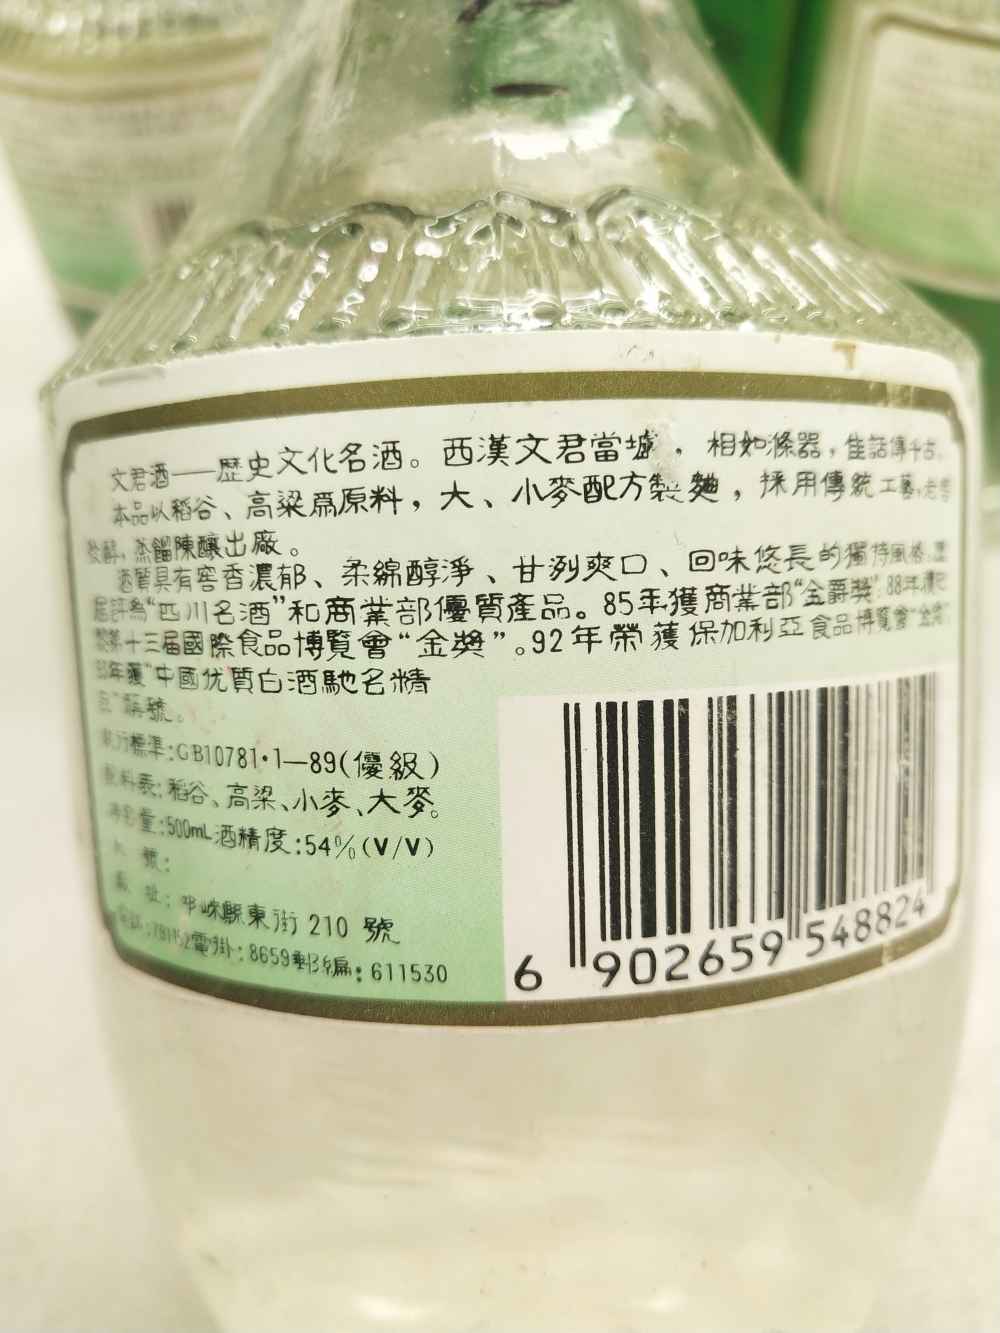 文君酒——歷史文化名酒。西漢文君當壚，相如滌器，佳話傳千古。
本品以稻谷、高粱爲原料，大、小麥配方製麯，採用傳統工藝，老窖
發酵，蒸餾陳釀出廠。
酒質具有窖香濃郁、柔綿醇淨、甘洌爽口、回味悠長的獨特風格，
屆評爲“四川名酒”和商業部優質產品。85年獲商業部“金爵獎”，88年獲
第十三屆國際食品博覽會“金獎”。92年榮獲保加利亞食品博覽會“金獎”
年獲“中國优質白酒馳名精
品”稱號。
執行標準：GB10781·1—89(優級)
配料表：稻谷、高粱、小麥、大麥。
淨含量：500mL 酒精度：54%(V/V)
號：
廠 址：邛崍縣東街 210 號
電掛：8659 郵編：611530
6 902659 548824